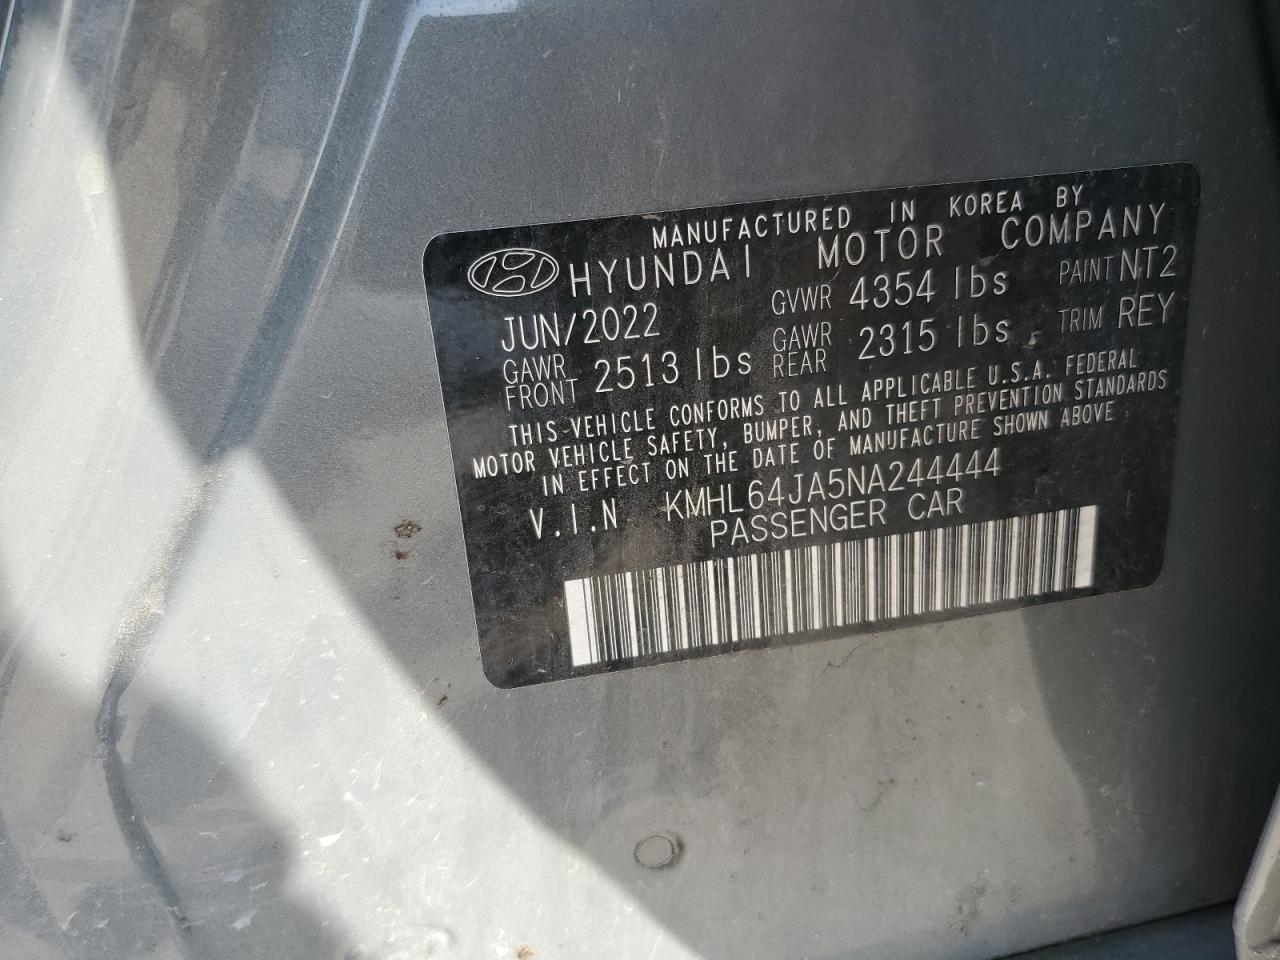 MANUFACTURED IN KOREA BY
HYUNDAI MOTOR COMPANY
JUN/2022 GVWR 4354 lbs PAINT NT2
GAWR FRONT 2513 lbs GAWR REAR 2315 lbs TRIM REY
THIS VEHICLE CONFORMS TO ALL APPLICABLE U.S.A. FEDERAL
MOTOR VEHICLE SAFETY, BUMPER, AND THEFT PREVENTION STANDARDS
IN EFFECT ON THE DATE OF MANUFACTURE SHOWN ABOVE
V.I.N KMHL64JA5NA244444
PASSENGER CAR